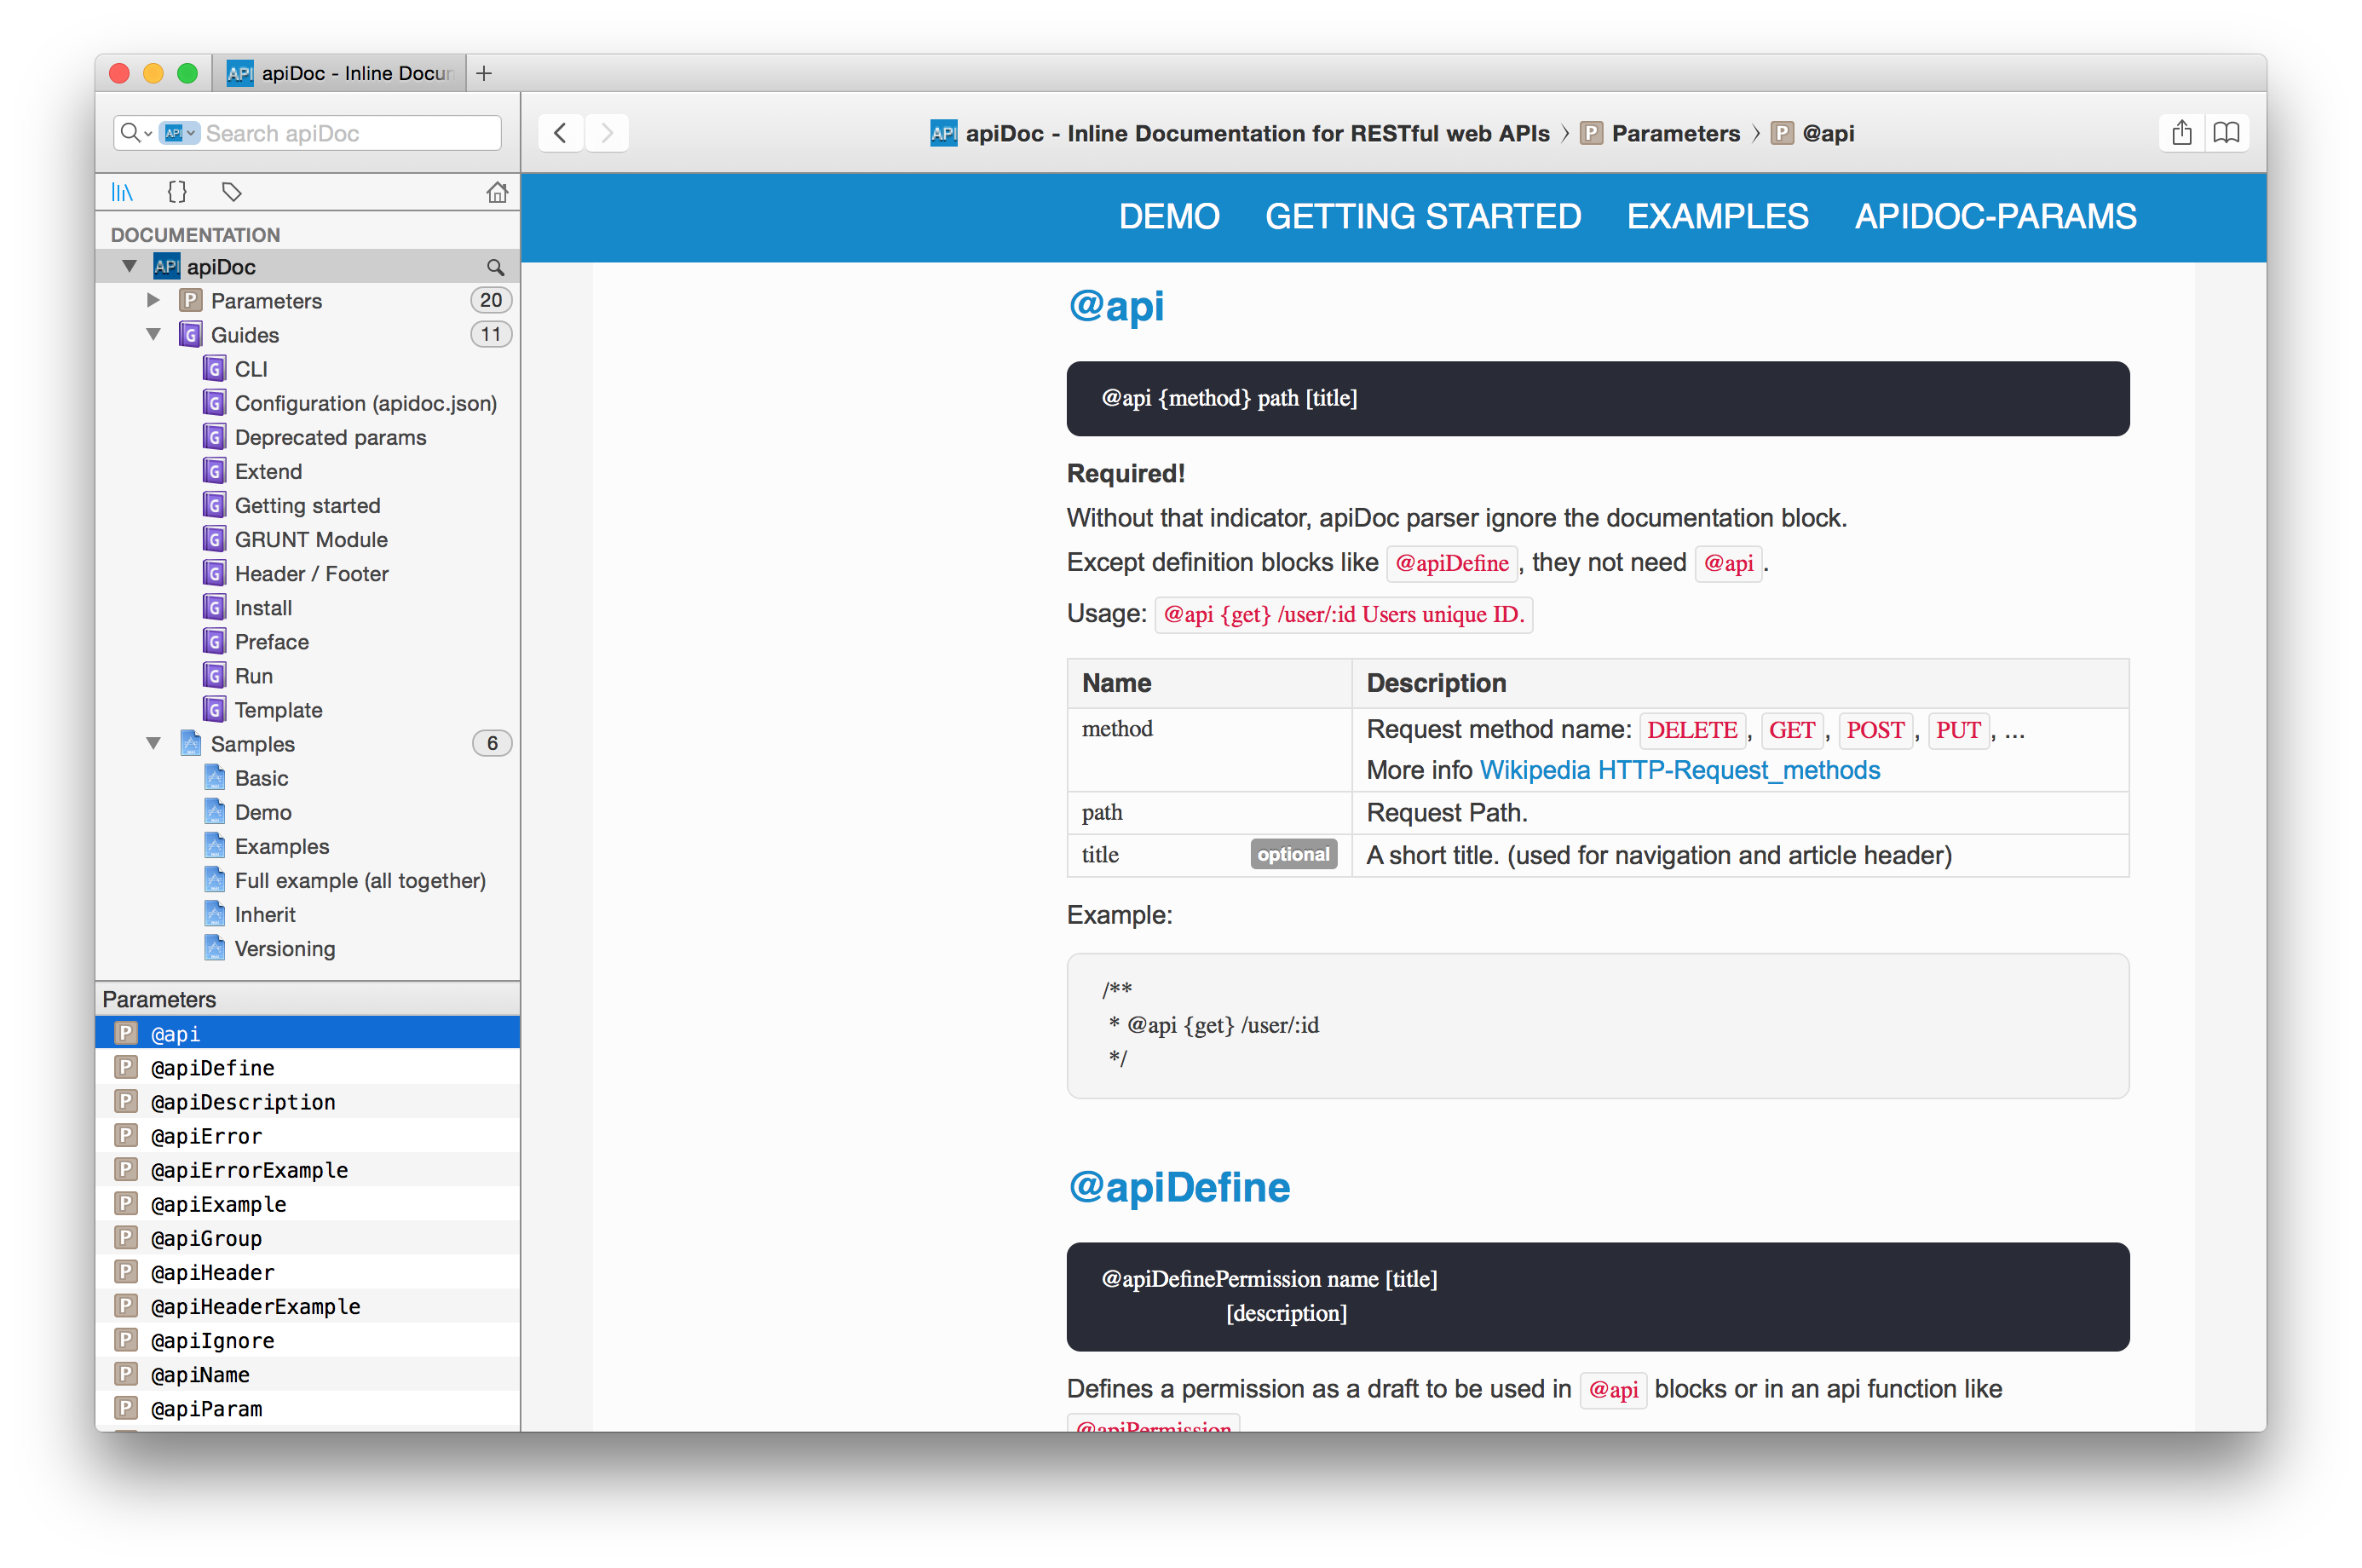 API apiDoc - Inline Docun
API Search apiDoc
API apiDoc - Inline Documentation for RESTful web APIs 〉 P Parameters 〉 P @api
DOCUMENTATION
API apiDoc
P Parameters 20
G Guides 11
G CLI
G Configuration (apidoc.json)
G Deprecated params
G Extend
G Getting started
G GRUNT Module
G Header / Footer
G Install
G Preface
G Run
G Template
Samples 6
Basic
Demo
Examples
Full example (all together)
Inherit
Versioning
Parameters
P @api
P @apiDefine
P @apiDescription
P @apiError
P @apiErrorExample
P @apiExample
P @apiGroup
P @apiHeader
P @apiHeaderExample
P @apiIgnore
P @apiName
P @apiParam
DEMO GETTING STARTED EXAMPLES APIDOC-PARAMS
@api
@api {method} path [title]
Required!
Without that indicator, apiDoc parser ignore the documentation block.
Except definition blocks like @apiDefine, they not need @api.
Usage: @api {get} /user/:id Users unique ID.
Name Description
method Request method name: DELETE, GET, POST, PUT, ...
More info Wikipedia HTTP-Request_methods
path Request Path.
title optional A short title. (used for navigation and article header)
Example:
/**
* @api {get} /user/:id
*/
@apiDefine
@apiDefinePermission name [title]
[description]
Defines a permission as a draft to be used in @api blocks or in an api function like
@apiPermission